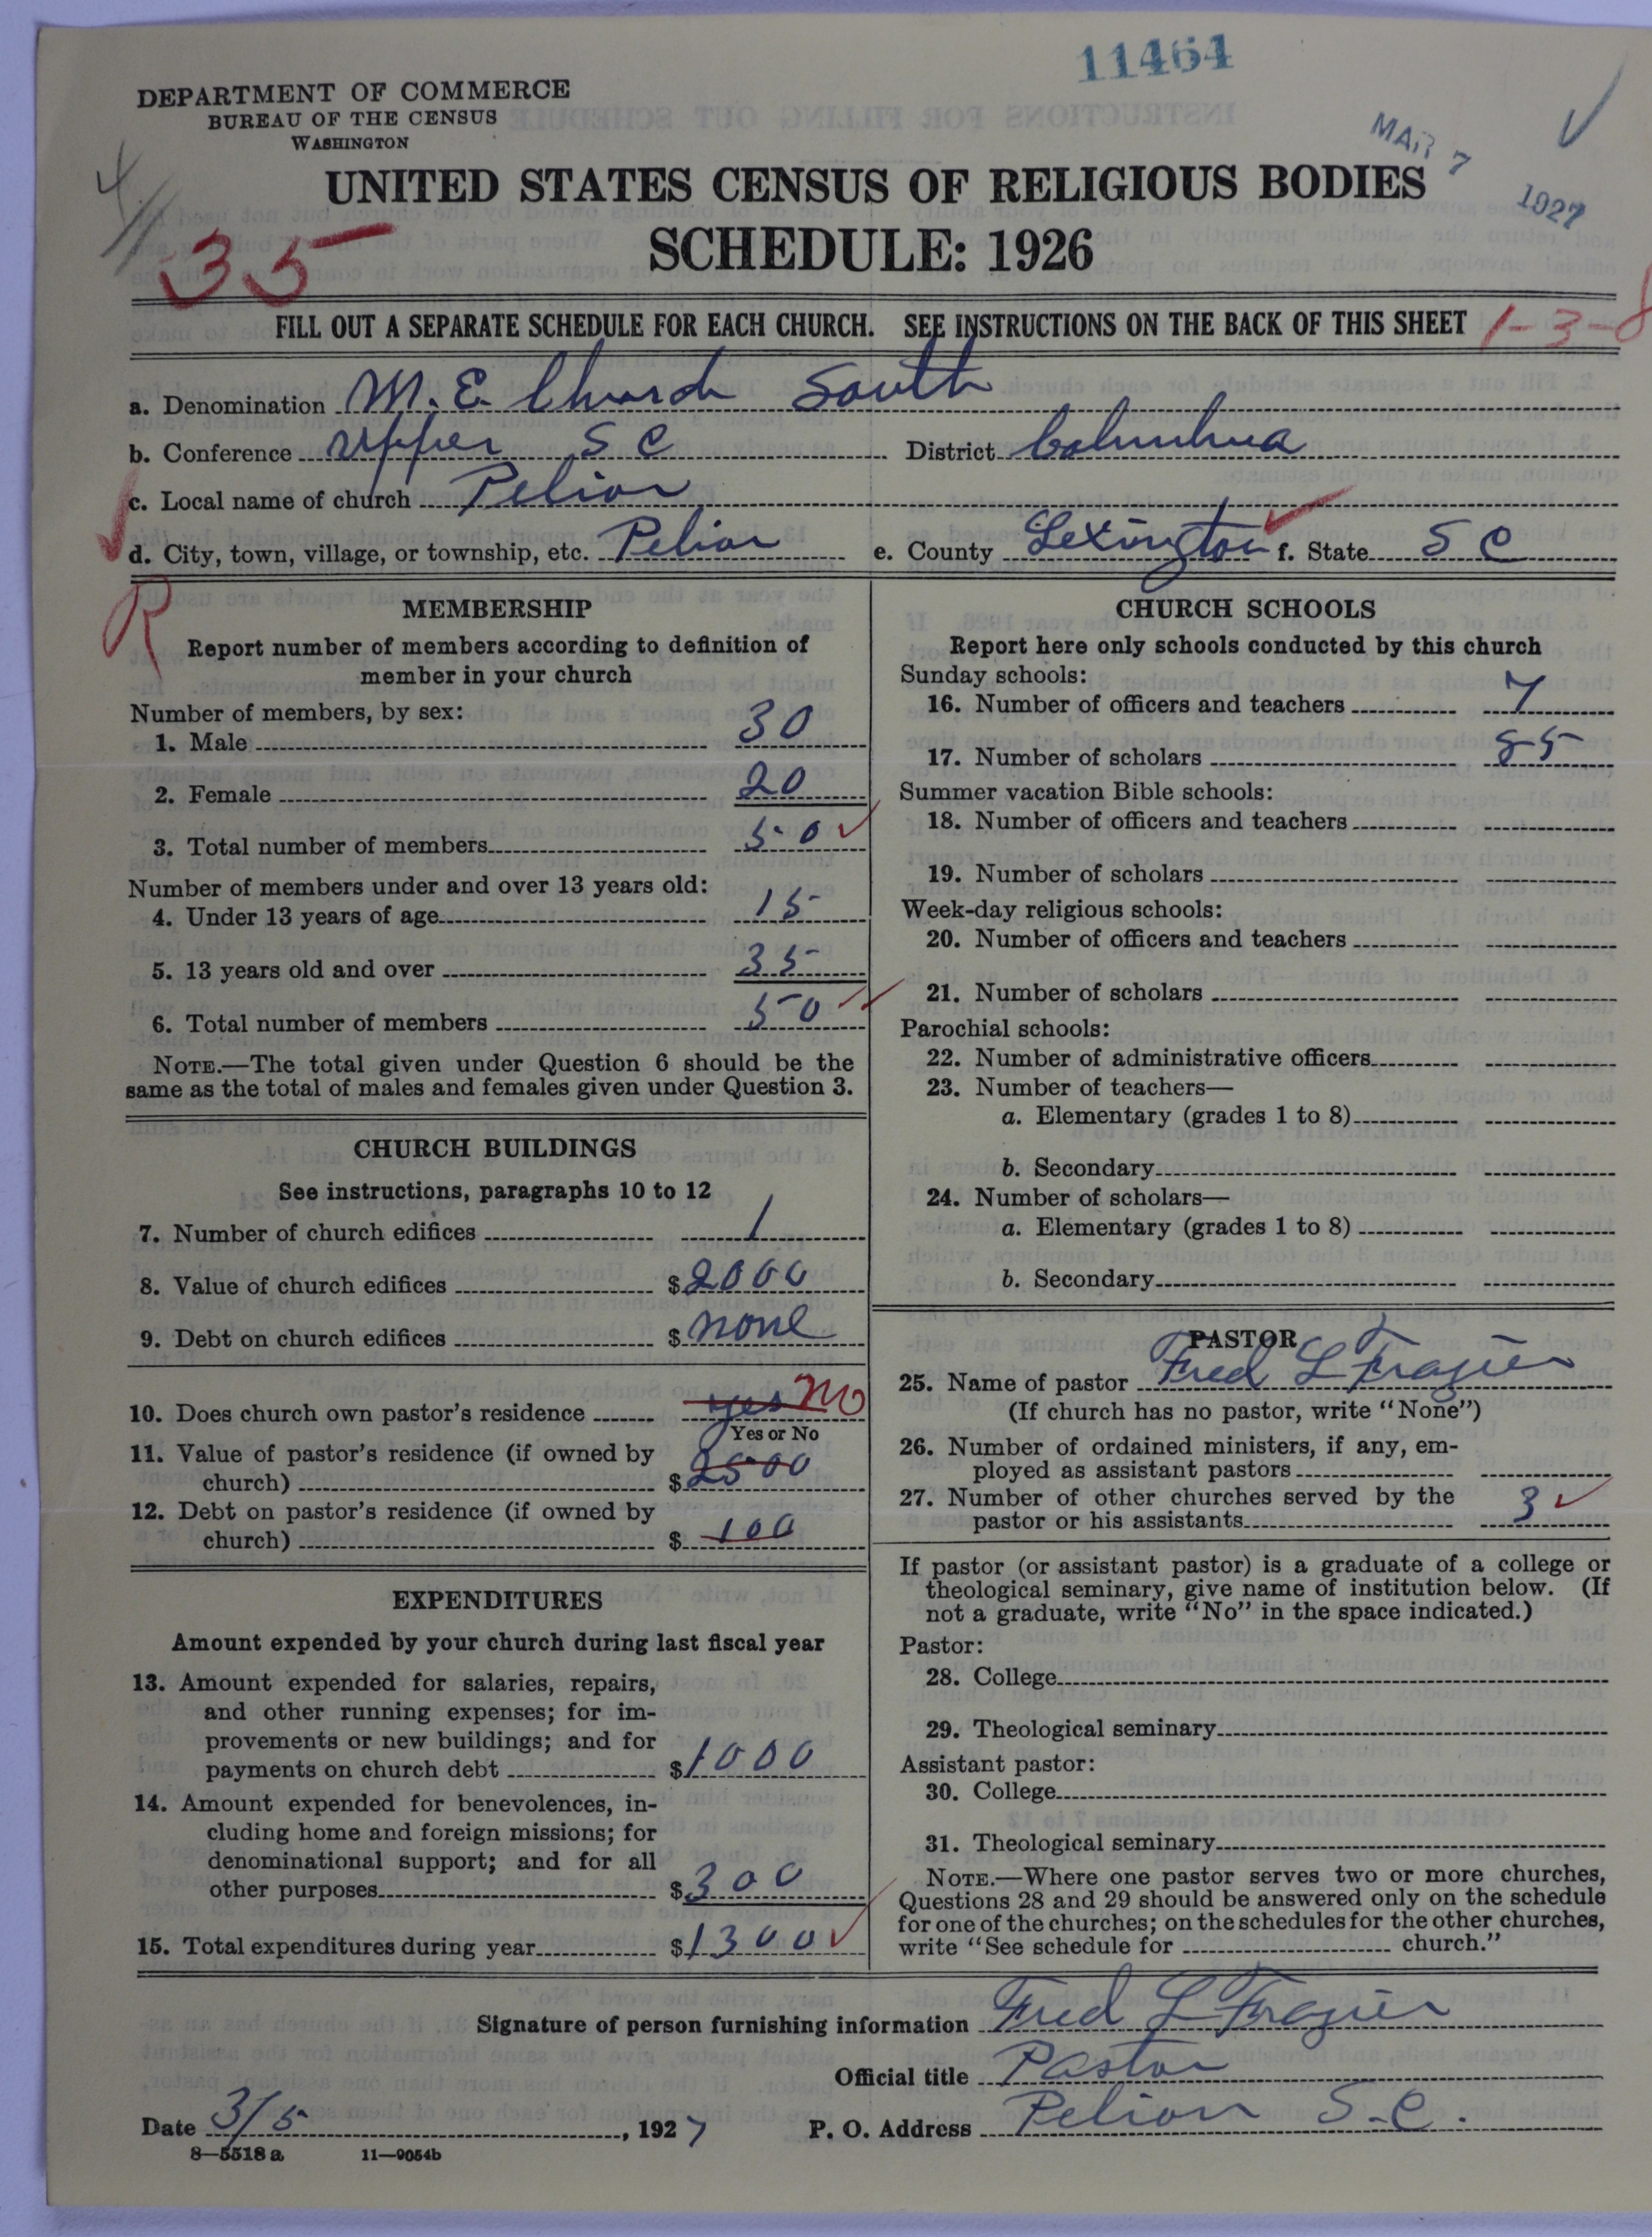 11464
DEPARTMENT OF COMMERCE
BUREAU OF THE CENSUS
WASHINGTON
MAR 7 1927
UNITED STATES CENSUS OF RELIGIOUS BODIES
SCHEDULE: 1926
4
35
FILL OUT A SEPARATE SCHEDULE FOR EACH CHURCH. SEE INSTRUCTIONS ON THE BACK OF THIS SHEET 1-3-8
a. Denomination M. E. Church South
b. Conference Upper S C District Columbua
c. Local name of church Pelion
d. City, town, village, or township, etc. Pelion e. County Lexington f. State S C
R
MEMBERSHIP
Report number of members according to definition of
member in your church
Number of members, by sex:
1. Male 30
2. Female 20
3. Total number of members 50
Number of members under and over 13 years old:
4. Under 13 years of age 15
5. 13 years old and over 35
6. Total number of members 50
NOTE.—The total given under Question 6 should be the
same as the total of males and females given under Question 3.
CHURCH BUILDINGS
See instructions, paragraphs 10 to 12
7. Number of church edifices 1
8. Value of church edifices $2000
9. Debt on church edifices $none
10. Does church own pastor's residence yes No
Yes or No
11. Value of pastor's residence (if owned by
church) $2500
12. Debt on pastor's residence (if owned by
church) $100
EXPENDITURES
Amount expended by your church during last fiscal year
13. Amount expended for salaries, repairs,
and other running expenses; for im-
provements or new buildings; and for
payments on church debt $1000
14. Amount expended for benevolences, in-
cluding home and foreign missions; for
denominational support; and for all
other purposes $300
15. Total expenditures during year $1300
CHURCH SCHOOLS
Report here only schools conducted by this church
Sunday schools:
16. Number of officers and teachers 7
17. Number of scholars 85
Summer vacation Bible schools:
18. Number of officers and teachers
19. Number of scholars
Week-day religious schools:
20. Number of officers and teachers
21. Number of scholars
Parochial schools:
22. Number of administrative officers
23. Number of teachers—
a. Elementary (grades 1 to 8)
b. Secondary
24. Number of scholars—
a. Elementary (grades 1 to 8)
b. Secondary
PASTOR
25. Name of pastor Fred L Frazier
(If church has no pastor, write "None")
26. Number of ordained ministers, if any, em-
ployed as assistant pastors
27. Number of other churches served by the
pastor or his assistants 3
If pastor (or assistant pastor) is a graduate of a college or
theological seminary, give name of institution below. (If
not a graduate, write "No" in the space indicated.)
Pastor:
28. College
29. Theological seminary
Assistant pastor:
30. College
31. Theological seminary
NOTE.—Where one pastor serves two or more churches,
Questions 28 and 29 should be answered only on the schedule
for one of the churches; on the schedules for the other churches,
write "See schedule for church."
Signature of person furnishing information Fred L Frazier
Official title Pastor
Date 3/5, 1927 P. O. Address Pelion S. C.
8—5518 a 11—9054b